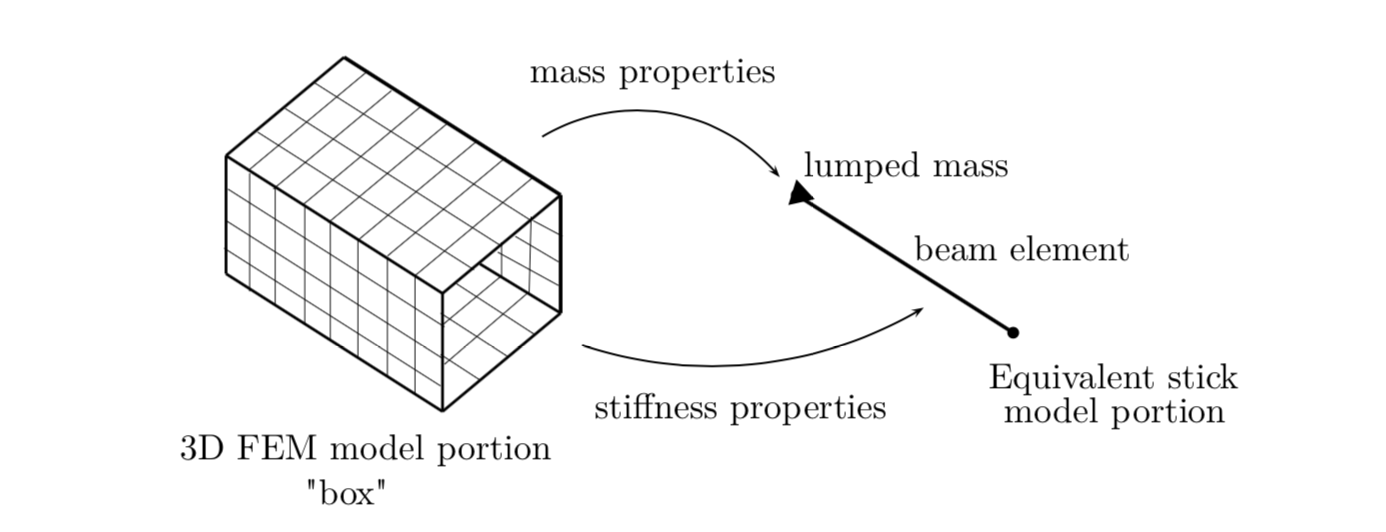 mass properties
lumped mass
beam element
Equivalent stick
model portion
stiffness properties
3D FEM model portion
"box"